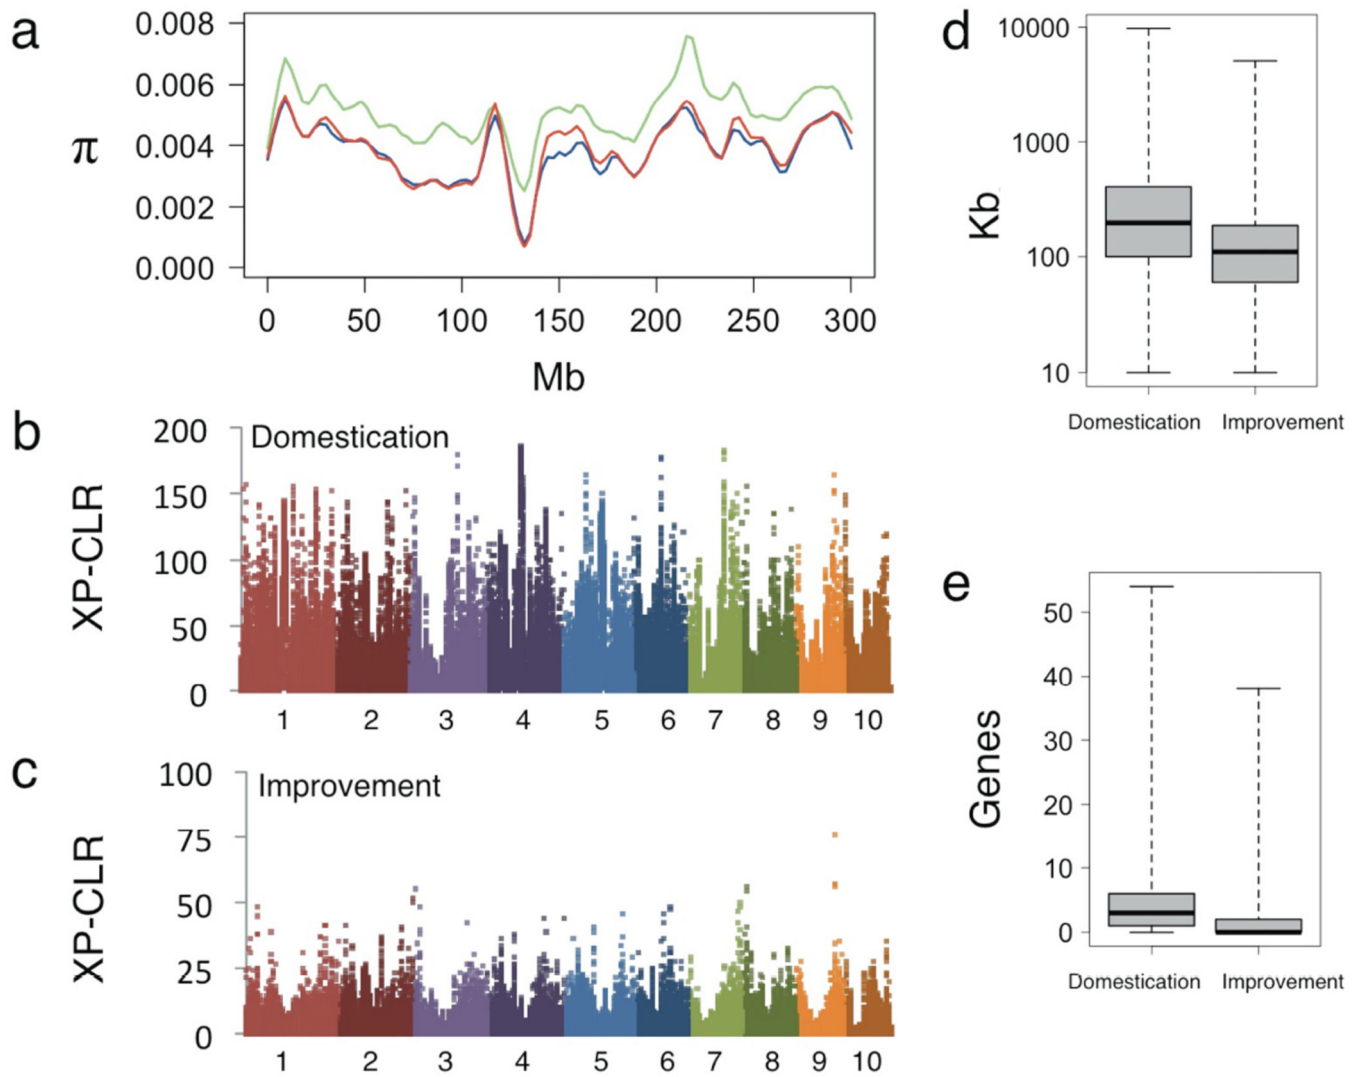 a
0.008
0.006
0.004
0.002
0.000
π
0 50 100 150 200 250 300
Mb
b
200
150
100
50
0
XP-CLR
Domestication
1 2 3 4 5 6 7 8 9 10
c
100
75
50
25
0
XP-CLR
Improvement
1 2 3 4 5 6 7 8 9 10
d
10000
1000
100
10
Kb
Domestication Improvement
e
50
40
30
20
10
0
Genes
Domestication Improvement